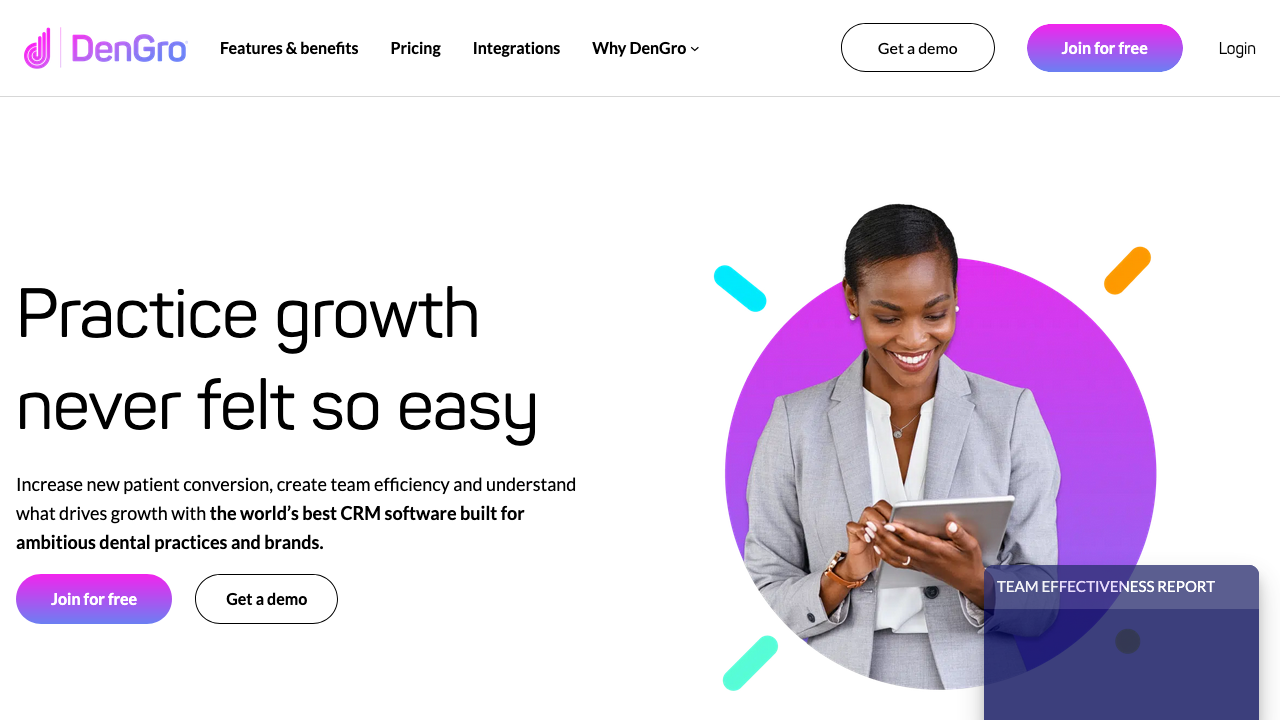 DenGro
Features & benefits
Pricing
Integrations
Why DenGro
Get a demo
Join for free
Login
Practice growth
never felt so easy
Increase new patient conversion, create team efficiency and understand
what drives growth with the world’s best CRM software built for
ambitious dental practices and brands.
Join for free
Get a demo
TEAM EFFECTIVENESS REPORT